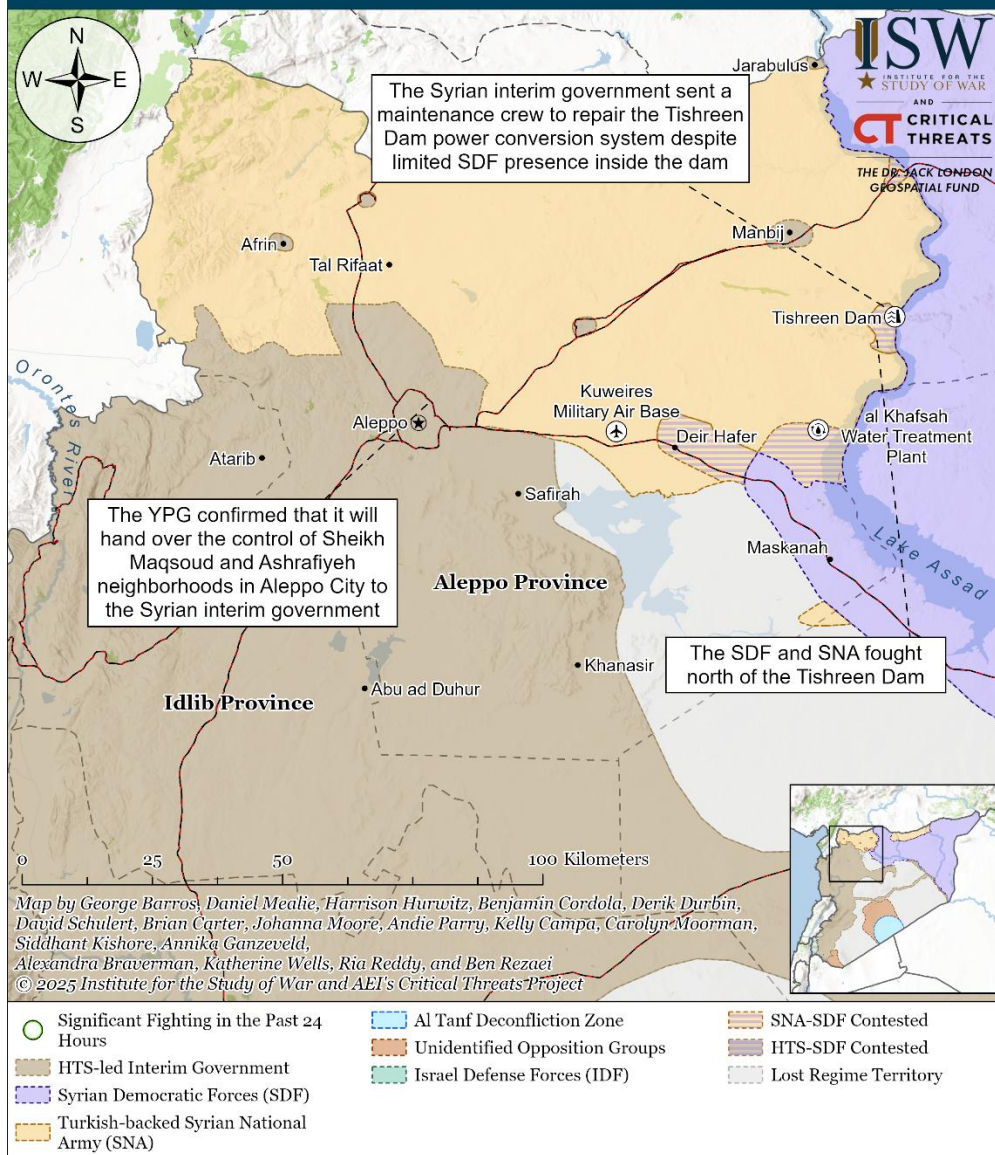 N
W
E
S
ISW
INSTITUTE FOR THE
STUDY OF WAR
AND
CT CRITICAL
THREATS
THE DR. JACK LONDON
GEOSPATIAL FUND
Jarabulus
The Syrian interim government sent a
maintenance crew to repair the Tishreen
Dam power conversion system despite
limited SDF presence inside the dam
Afrin
Manbij
Tal Rifaat
Tishreen Dam
Orontes
River
Kuweires
Military Air Base
Aleppo
Deir Hafer
al Khafsah
Water Treatment
Plant
Atarib
Safirah
The YPG confirmed that it will
hand over the control of Sheikh
Maqsoud and Ashrafiyeh
neighborhoods in Aleppo City to
the Syrian interim government
Maskanah
Lake Assad
Aleppo Province
The SDF and SNA fought
north of the Tishreen Dam
Khanasir
Abu ad Duhur
Idlib Province
0 25 50 100 Kilometers
Map by George Barros, Daniel Mealie, Harrison Hurwitz, Benjamin Cordola, Derik Durbin,
David Schulert, Brian Carter, Johanna Moore, Andie Parry, Kelly Campa, Carolyn Moorman,
Siddhant Kishore, Annika Ganzeveld,
Alexandra Braverman, Katherine Wells, Ria Reddy, and Ben Rezaei
© 2025 Institute for the Study of War and AEI's Critical Threats Project
Significant Fighting in the Past 24
Hours
HTS-led Interim Government
Syrian Democratic Forces (SDF)
Turkish-backed Syrian National
Army (SNA)
Al Tanf Deconfliction Zone
Unidentified Opposition Groups
Israel Defense Forces (IDF)
SNA-SDF Contested
HTS-SDF Contested
Lost Regime Territory